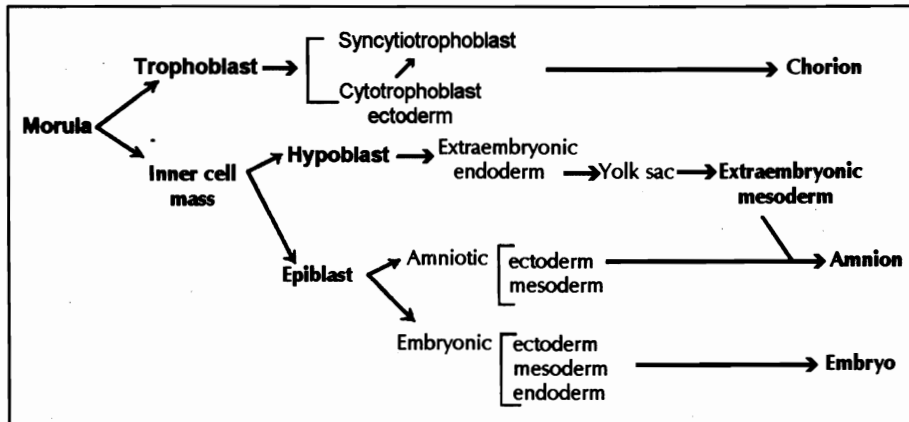 Syncytiotrophoblast
Trophoblast
Chorion
Cytotrophoblast
ectoderm
Morula
Hypoblast
Extraembryonic
endoderm
Yolk sac
Extraembryonic
mesoderm
Inner cell
mass
Epiblast
Amniotic
ectoderm
mesoderm
Amnion
Embryonic
ectoderm
mesoderm
endoderm
Embryo